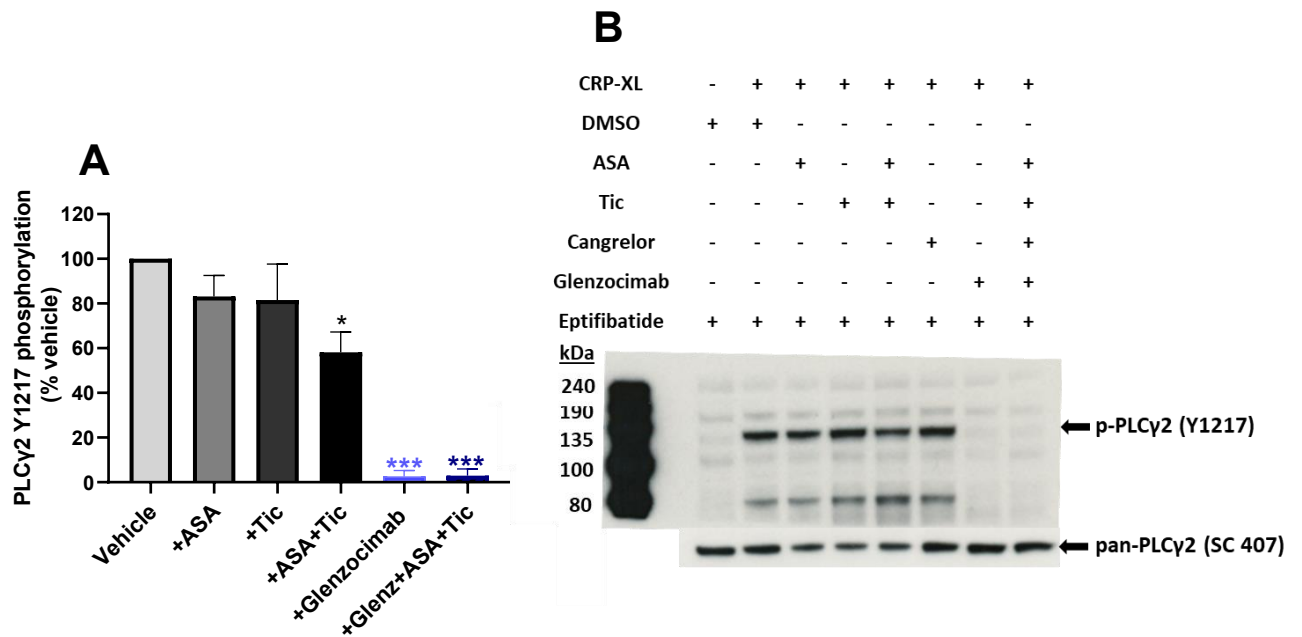 A
PLCγ2 Y1217 phosphorylation
(% vehicle)
120
100
80
60
40
20
0
*
***
***
Vehicle
+ASA
+Tic
+ASA+Tic
+Glenzocimab
+Glenz+ASA+Tic
B
CRP-XL - + + + + + + +
DMSO + + - - - - - -
ASA - - + - + - - +
Tic - - - + + - - +
Cangrelor - - - - - + - +
Glenzocimab - - - - - - + +
Eptifibatide + + + + + + + +
kDa
240
190
135
100
80
p-PLCγ2 (Y1217)
pan-PLCγ2 (SC 407)